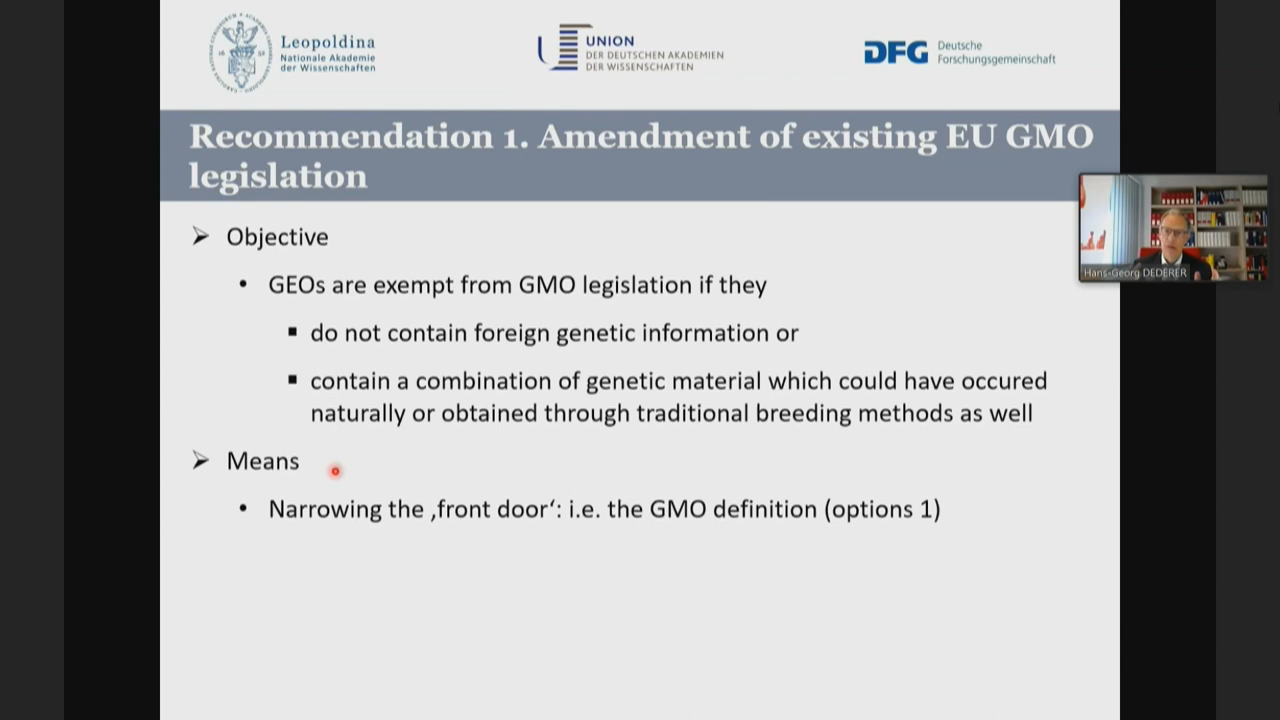 Leopoldina
Nationale Akademie
der Wissenschaften
UNION
DER DEUTSCHEN AKADEMIEN
DER WISSENSCHAFTEN
DFG Deutsche
Forschungsgemeinschaft
Recommendation 1. Amendment of existing EU GMO
legislation
➢ Objective
• GEOs are exempt from GMO legislation if they
▪ do not contain foreign genetic information or
▪ contain a combination of genetic material which could have occured
naturally or obtained through traditional breeding methods as well
➢ Means
• Narrowing the ‚front door‘: i.e. the GMO definition (options 1)
Hans-Georg DEDERER